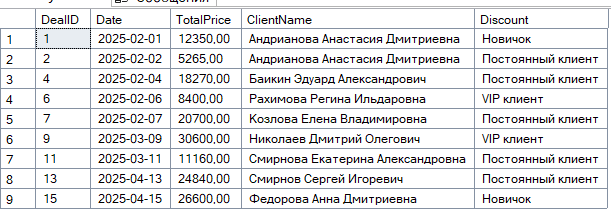 DealID Date TotalPrice ClientName Discount
1 1 2025-02-01 12350,00 Андрианова Анастасия Дмитриевна Новичок
2 2 2025-02-02 5265,00 Андрианова Анастасия Дмитриевна Постоянный клиент
3 4 2025-02-04 18270,00 Баикин Эдуард Александрович Постоянный клиент
4 6 2025-02-06 8400,00 Рахимова Регина Ильдаровна VIP клиент
5 7 2025-02-07 20700,00 Козлова Елена Владимировна Постоянный клиент
6 9 2025-03-09 30600,00 Николаев Дмитрий Олегович VIP клиент
7 11 2025-03-11 11160,00 Смирнова Екатерина Александровна Постоянный клиент
8 13 2025-04-13 24840,00 Смирнов Сергей Игоревич Постоянный клиент
9 15 2025-04-15 26600,00 Федорова Анна Дмитриевна Новичок